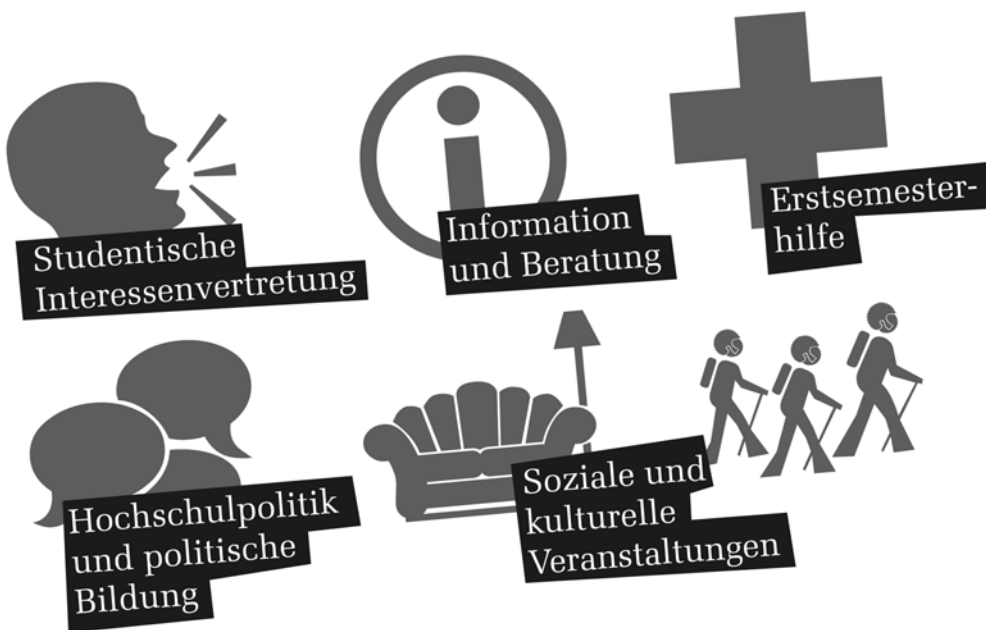 Studentische
Interessenvertretung
Information
und Beratung
Erstsemester-
hilfe
Hochschulpolitik
und politische
Bildung
Soziale und
kulturelle
Veranstaltungen